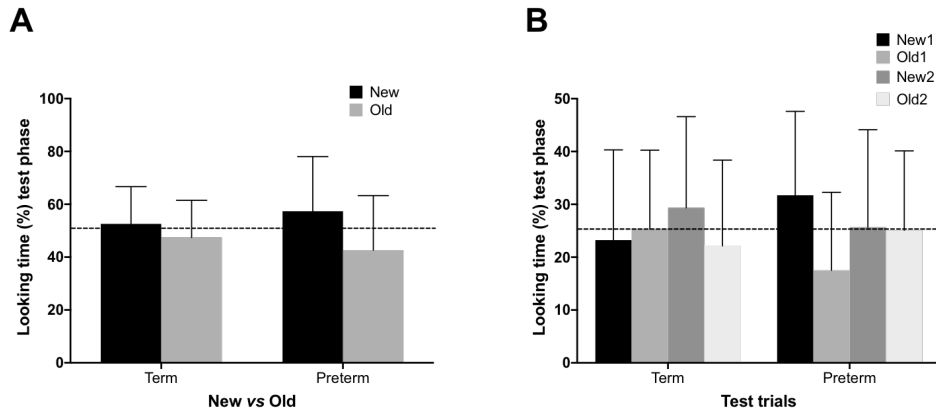 A
New
Old
Looking time (%) test phase
100
80
60
40
20
0
Term
Preterm
New vs Old
B
New1
Old1
New2
Old2
Looking time (%) test phase
50
40
30
20
10
0
Term
Preterm
Test trials